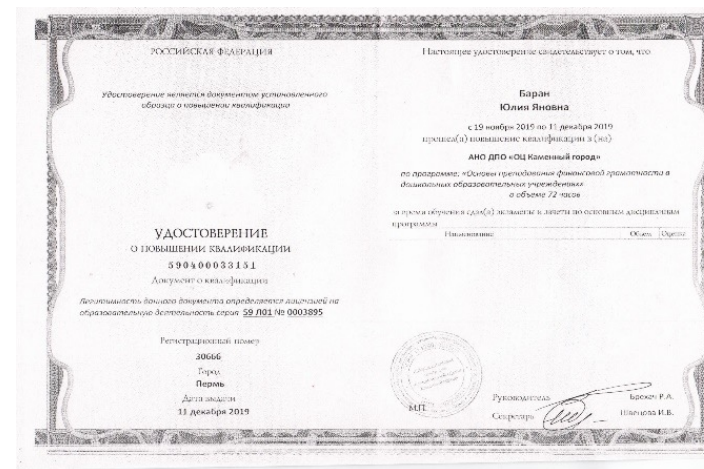 РОССИЙСКАЯ ФЕДЕРАЦИЯ
Удостоверение является документом установленного
образца о повышении квалификации
УДОСТОВЕРЕНИЕ
О ПОВЫШЕНИИ КВАЛИФИКАЦИИ
590400033151
Документ о квалификации
Легитимность данного документа определяется лицензией на
образовательную деятельность серия 59 Л01 № 0003895
Регистрационный номер
30666
Город
Пермь
Дата выдачи
11 декабря 2019
Настоящее удостоверение свидетельствует о том, что
Баран
Юлия Яновна
с 19 ноября 2019 по 11 декабря 2019
прошел(а) повышение квалификации в (на)
АНО ДПО «ОЦ Каменный город»
по программе: «Основы преподавания финансовой грамотности в
дошкольных образовательных учреждениях»
в объеме 72 часов
за время обучения сдал(а) экзамены и зачеты по основным дисциплинам
программы
Наименование Объем Оценка
М.П.
Руководитель Р.А.
Секретарь Швецова И.В.